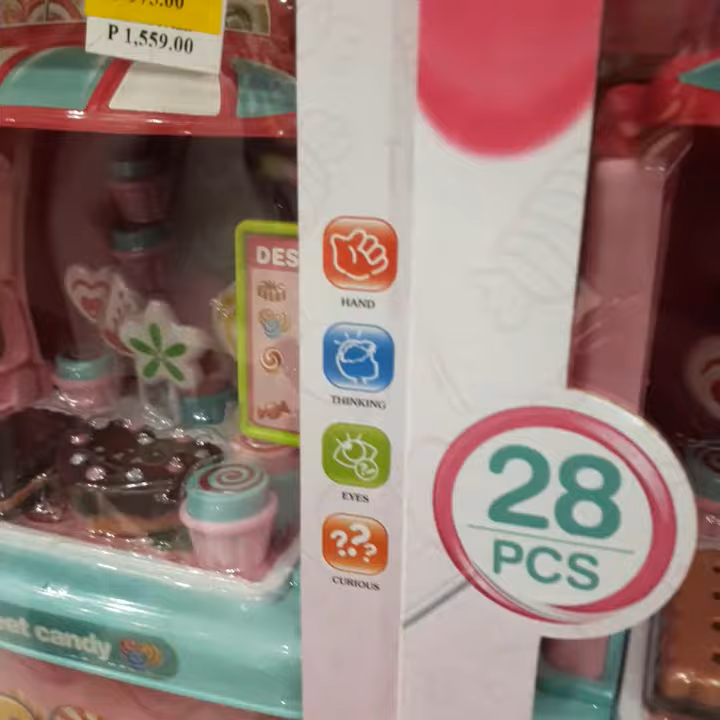 P 1,559.00
DES
HAND
THINKING
EYES
???
CURIOUS
28
PCS
eet candy